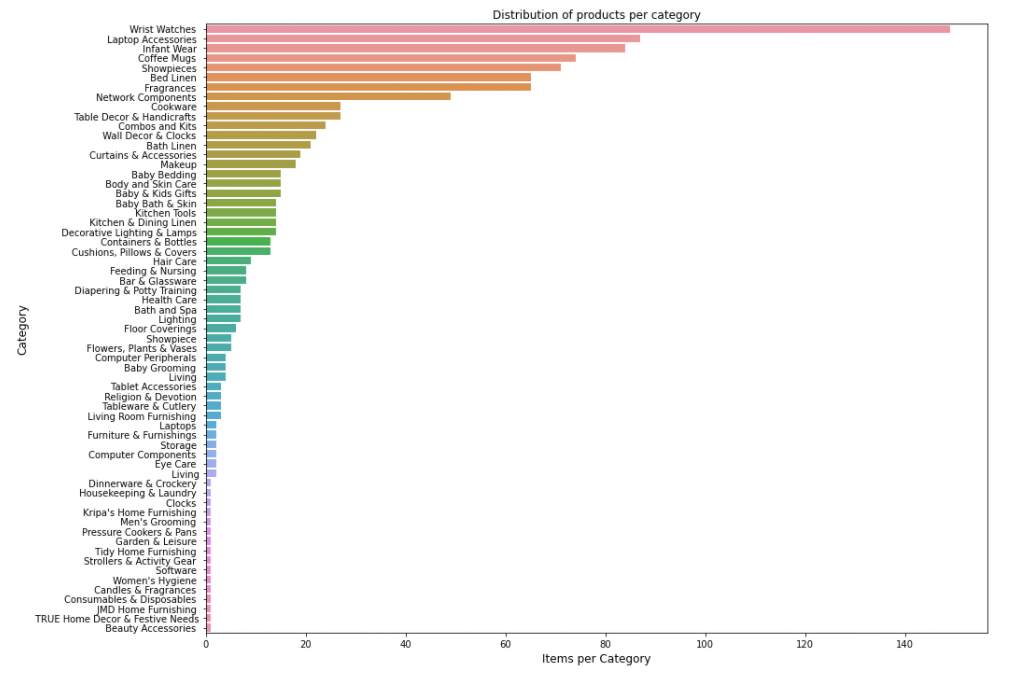 Distribution of products per category
Wrist Watches
Laptop Accessories
Infant Wear
Coffee Mugs
Showpieces
Bed Linen
Fragrances
Network Components
Cookware
Table Decor & Handicrafts
Combos and Kits
Wall Decor & Clocks
Bath Linen
Curtains & Accessories
Makeup
Baby Bedding
Body and Skin Care
Baby & Kids Gifts
Baby Bath & Skin
Kitchen Tools
Kitchen & Dining Linen
Decorative Lighting & Lamps
Containers & Bottles
Cushions, Pillows & Covers
Hair Care
Feeding & Nursing
Bar & Glassware
Diapering & Potty Training
Health Care
Bath and Spa
Lighting
Floor Coverings
Showpiece
Flowers, Plants & Vases
Computer Peripherals
Baby Grooming
Living
Tablet Accessories
Religion & Devotion
Tableware & Cutlery
Living Room Furnishing
Laptops
Furniture & Furnishings
Storage
Computer Components
Eye Care
Living
Dinnerware & Crockery
Housekeeping & Laundry
Clocks
Kripa's Home Furnishing
Men's Grooming
Pressure Cookers & Pans
Garden & Leisure
Tidy Home Furnishing
Strollers & Activity Gear
Software
Women's Hygiene
Candles & Fragrances
Consumables & Disposables
JMD Home Furnishing
TRUE Home Decor & Festive Needs
Beauty Accessories
Category
0 20 40 60 80 100 120 140
Items per Category